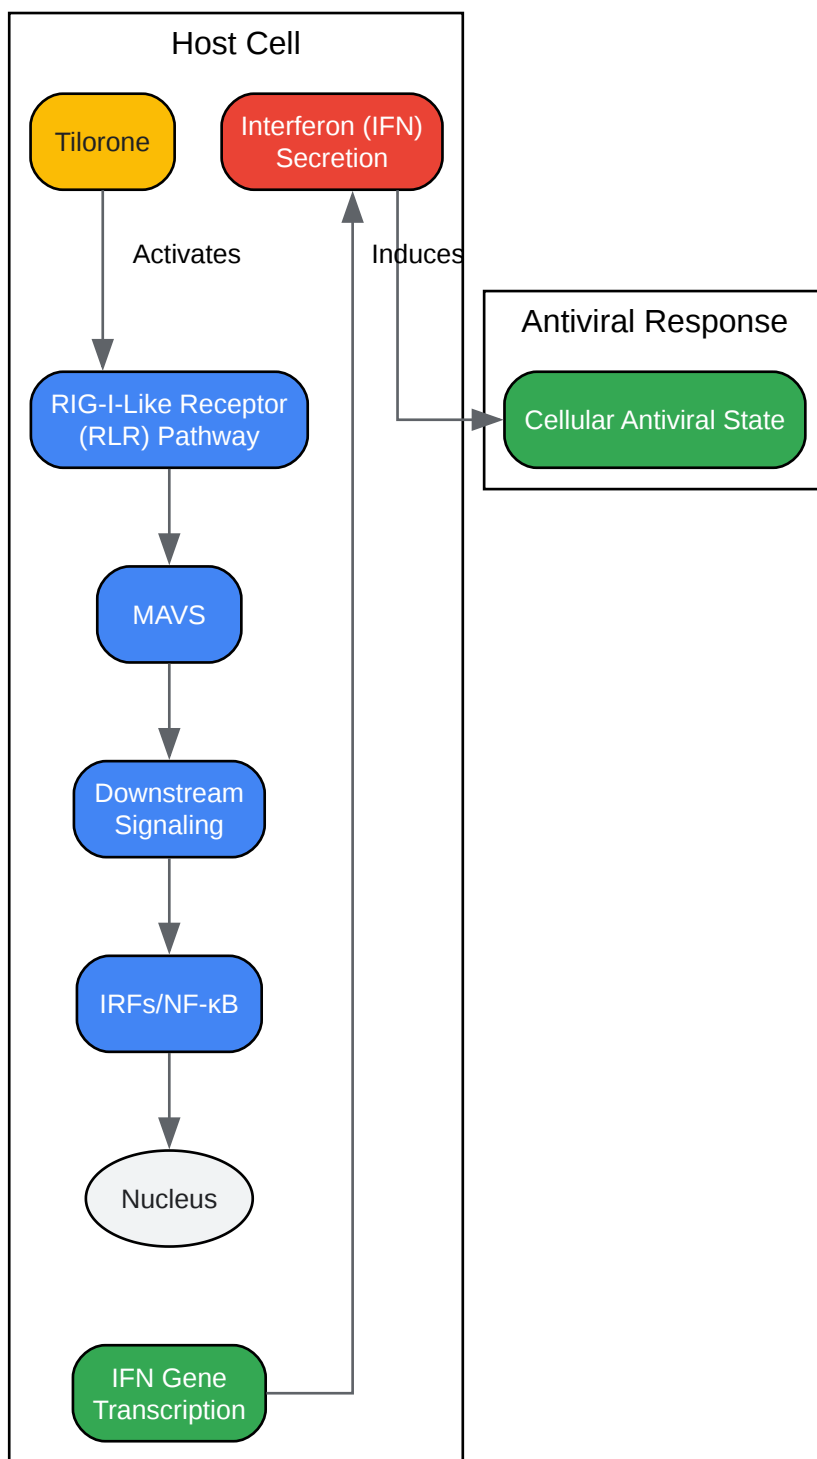 Host Cell
Tilorone
Interferon (IFN)
Secretion
Activates
Induces
Antiviral Response
RIG-I-Like Receptor
(RLR) Pathway
Cellular Antiviral State
MAVS
Downstream
Signaling
IRFs/NF-κB
Nucleus
IFN Gene
Transcription